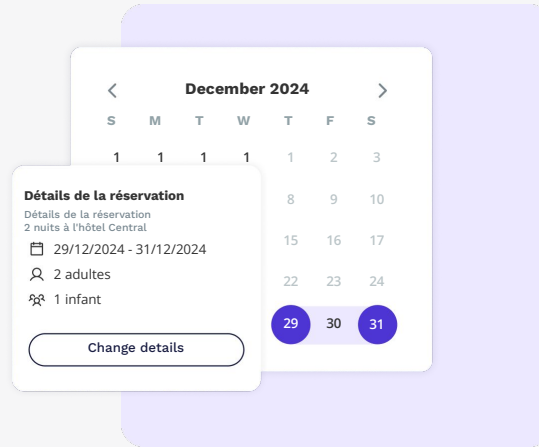 December 2024
S M T W T F S
1 1 1 1 1 2 3
8 9 10
15 16 17
22 23 24
29 30 31
Détails de la réservation
Détails de la réservation
2 nuits à l'hôtel Central
29/12/2024 - 31/12/2024
2 adultes
1 infant
Change details